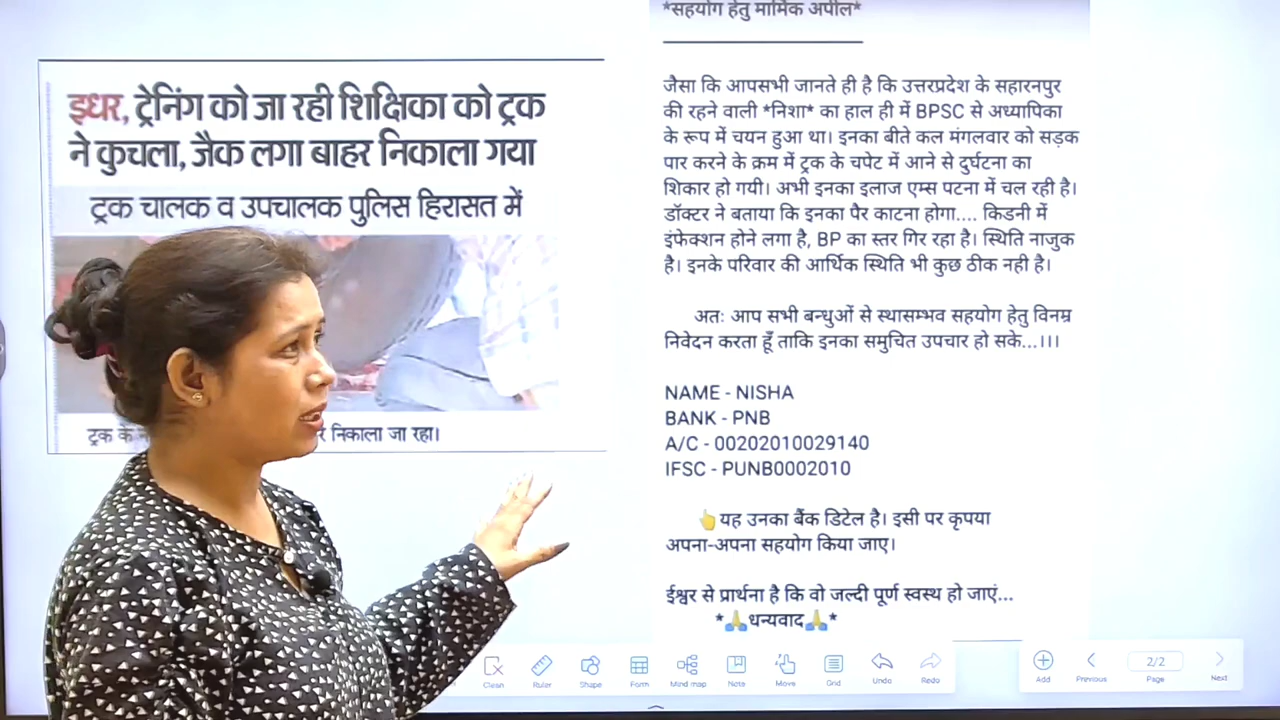 इधर, ट्रेनिंग को जा रही शिक्षिका को ट्रक
ने कुचला, जैक लगा बाहर निकाला गया
ट्रक चालक व उपचालक पुलिस हिरासत में
ट्रक के
निकाला जा रहा।
*सहयोग हेतु मार्मिक अपील*
जैसा कि आपसभी जानते ही है कि उत्तरप्रदेश के सहारनपुर
की रहने वाली *निशा* का हाल ही में BPSC से अध्यापिका
के रूप में चयन हुआ था। इनका बीते कल मंगलवार को सड़क
पार करने के क्रम में ट्रक के चपेट में आने से दुर्घटना का
शिकार हो गयी। अभी इनका इलाज एम्स पटना में चल रही है।
डॉक्टर ने बताया कि इनका पैर काटना होगा.... किडनी में
इंफेक्शन होने लगा है, BP का स्तर गिर रहा है। स्थिति नाजुक
है। इनके परिवार की आर्थिक स्थिति भी कुछ ठीक नही है।
अतः आप सभी बन्धुओं से स्थासम्भव सहयोग हेतु विनम्र
निवेदन करता हूँ ताकि इनका समुचित उपचार हो सके...।।।
NAME - NISHA
BANK - PNB
A/C - 00202010029140
IFSC - PUNB0002010
👆यह उनका बैंक डिटेल है। इसी पर कृपया
अपना-अपना सहयोग किया जाए।
ईश्वर से प्रार्थना है कि वो जल्दी पूर्ण स्वस्थ हो जाएं...
*🙏धन्यवाद🙏*
Clean Ruler Shape Form Mind map Note Move Grid Undo Redo Add Previous 2/2 Page Next